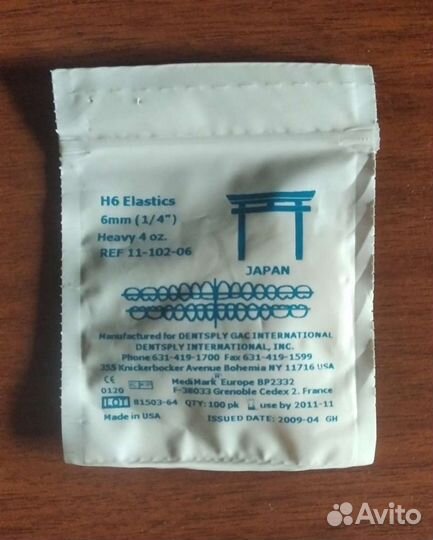 H6 Elastics
6mm (1/4")
Heavy 4 oz.
REF 11-102-06
JAPAN
Manufactured for DENTSPLY GAC INTERNATIONAL
DENTSPLY INTERNATIONAL, INC.
Phone 631-419-1700 Fax 631-419-1599
355 Knickerbocker Avenue Bohemia NY 11716 USA
CE MediMark Europe BP2332
0120 F-38033 Grenoble Cedex 2. France
LOT 81503-64 QTY: 100 pk use by 2011-11
Made in USA ISSUED DATE: 2009-04 GH
Avito